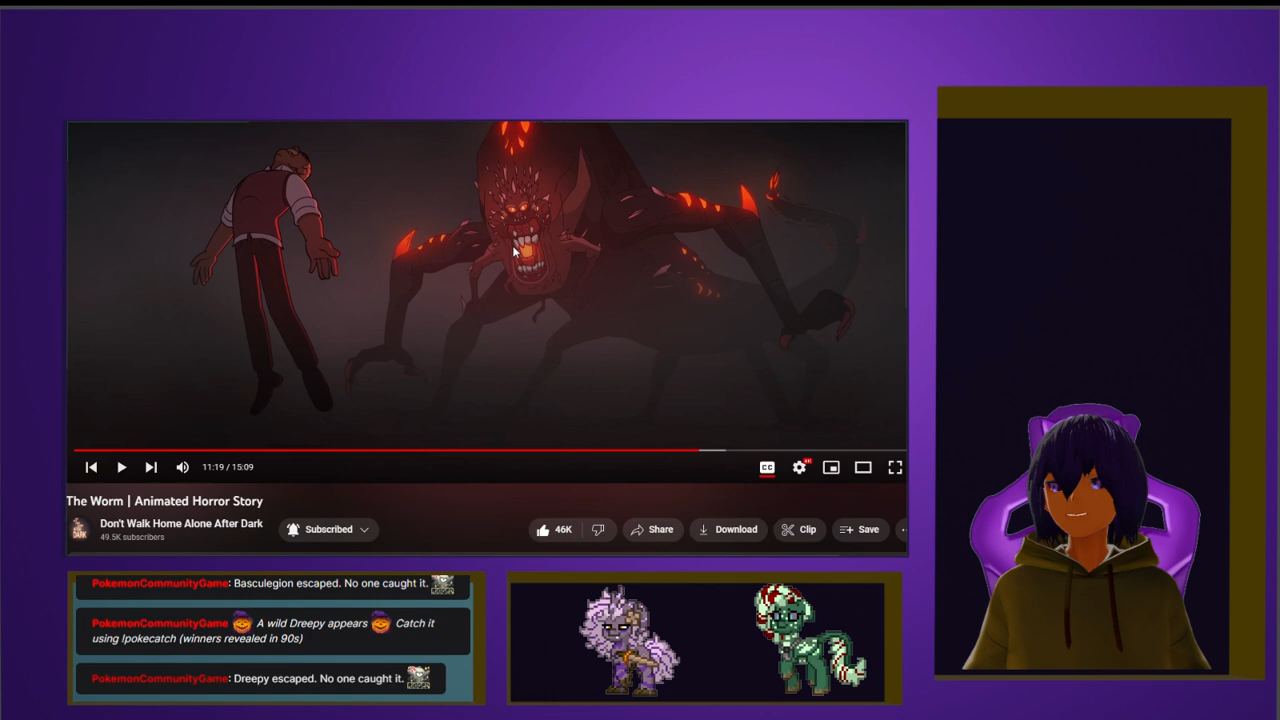 11:19 / 15:09
CC
The Worm | Animated Horror Story
Don't Walk Home Alone After Dark
49.5K subscribers
Subscribed
46K
Share
Download
Clip
Save
PokemonCommunityGame: Basculegion escaped. No one caught it.
PokemonCommunityGame A wild Dreepy appears Catch it
using !pokecatch (winners revealed in 90s)
PokemonCommunityGame: Dreepy escaped. No one caught it.